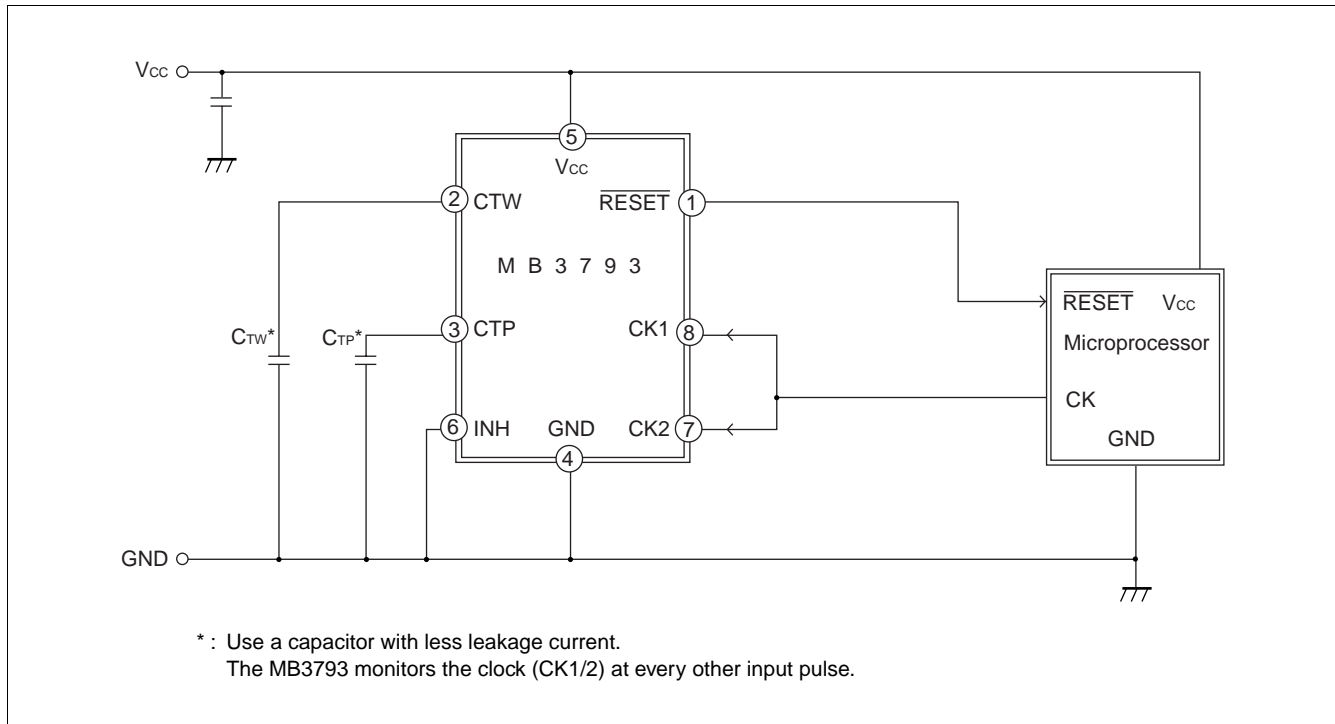 Vcc
5
Vcc
2 CTW
RESET 1
M B 3 7 9 3
RESET Vcc
3 CTP
CK1 8
CTW*
CTP*
Microprocessor
CK
6 INH
GND
CK2 7
GND
4
GND
* : Use a capacitor with less leakage current.
The MB3793 monitors the clock (CK1/2) at every other input pulse.